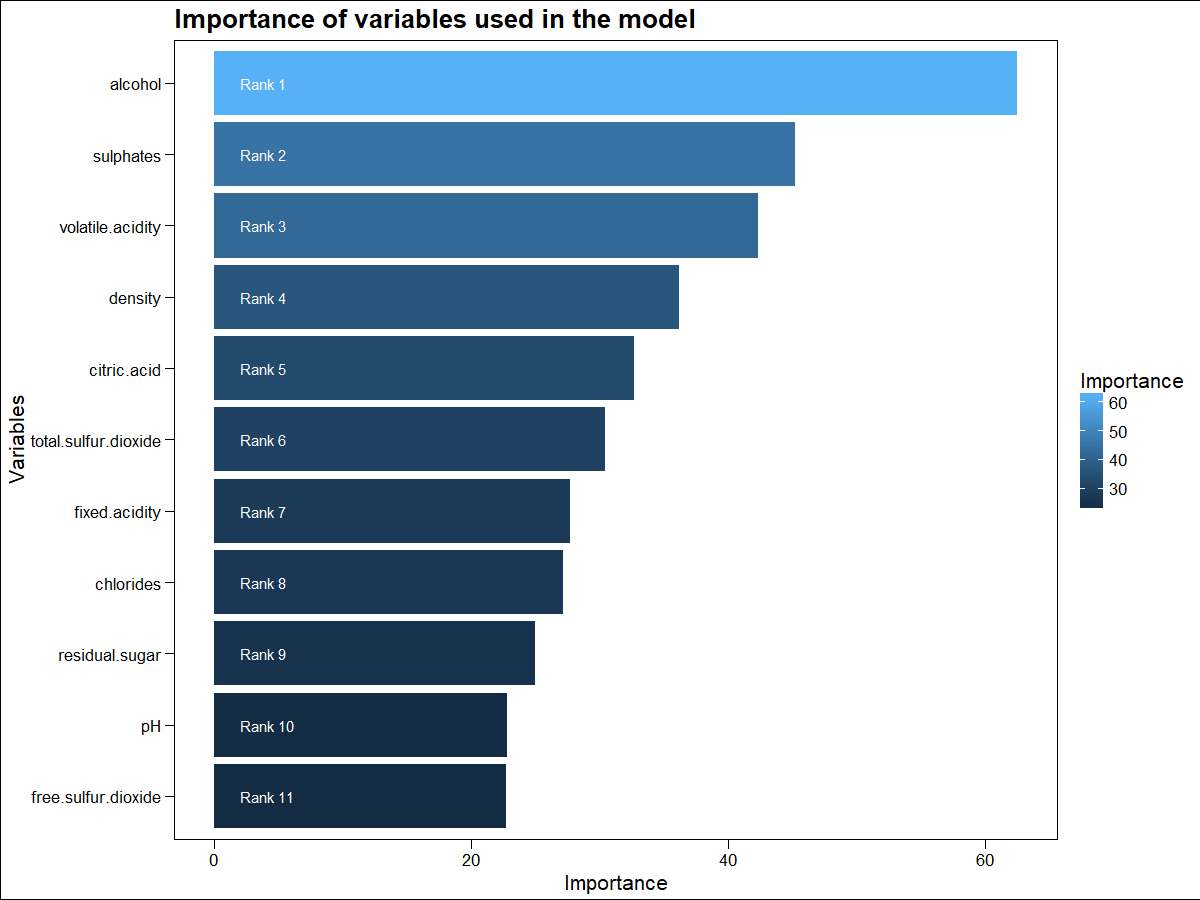 Importance of variables used in the model
Variables
alcohol
Rank 1
sulphates
Rank 2
volatile.acidity
Rank 3
density
Rank 4
citric.acid
Rank 5
total.sulfur.dioxide
Rank 6
fixed.acidity
Rank 7
chlorides
Rank 8
residual.sugar
Rank 9
pH
Rank 10
free.sulfur.dioxide
Rank 11
0
20
40
60
Importance
Importance
60
50
40
30